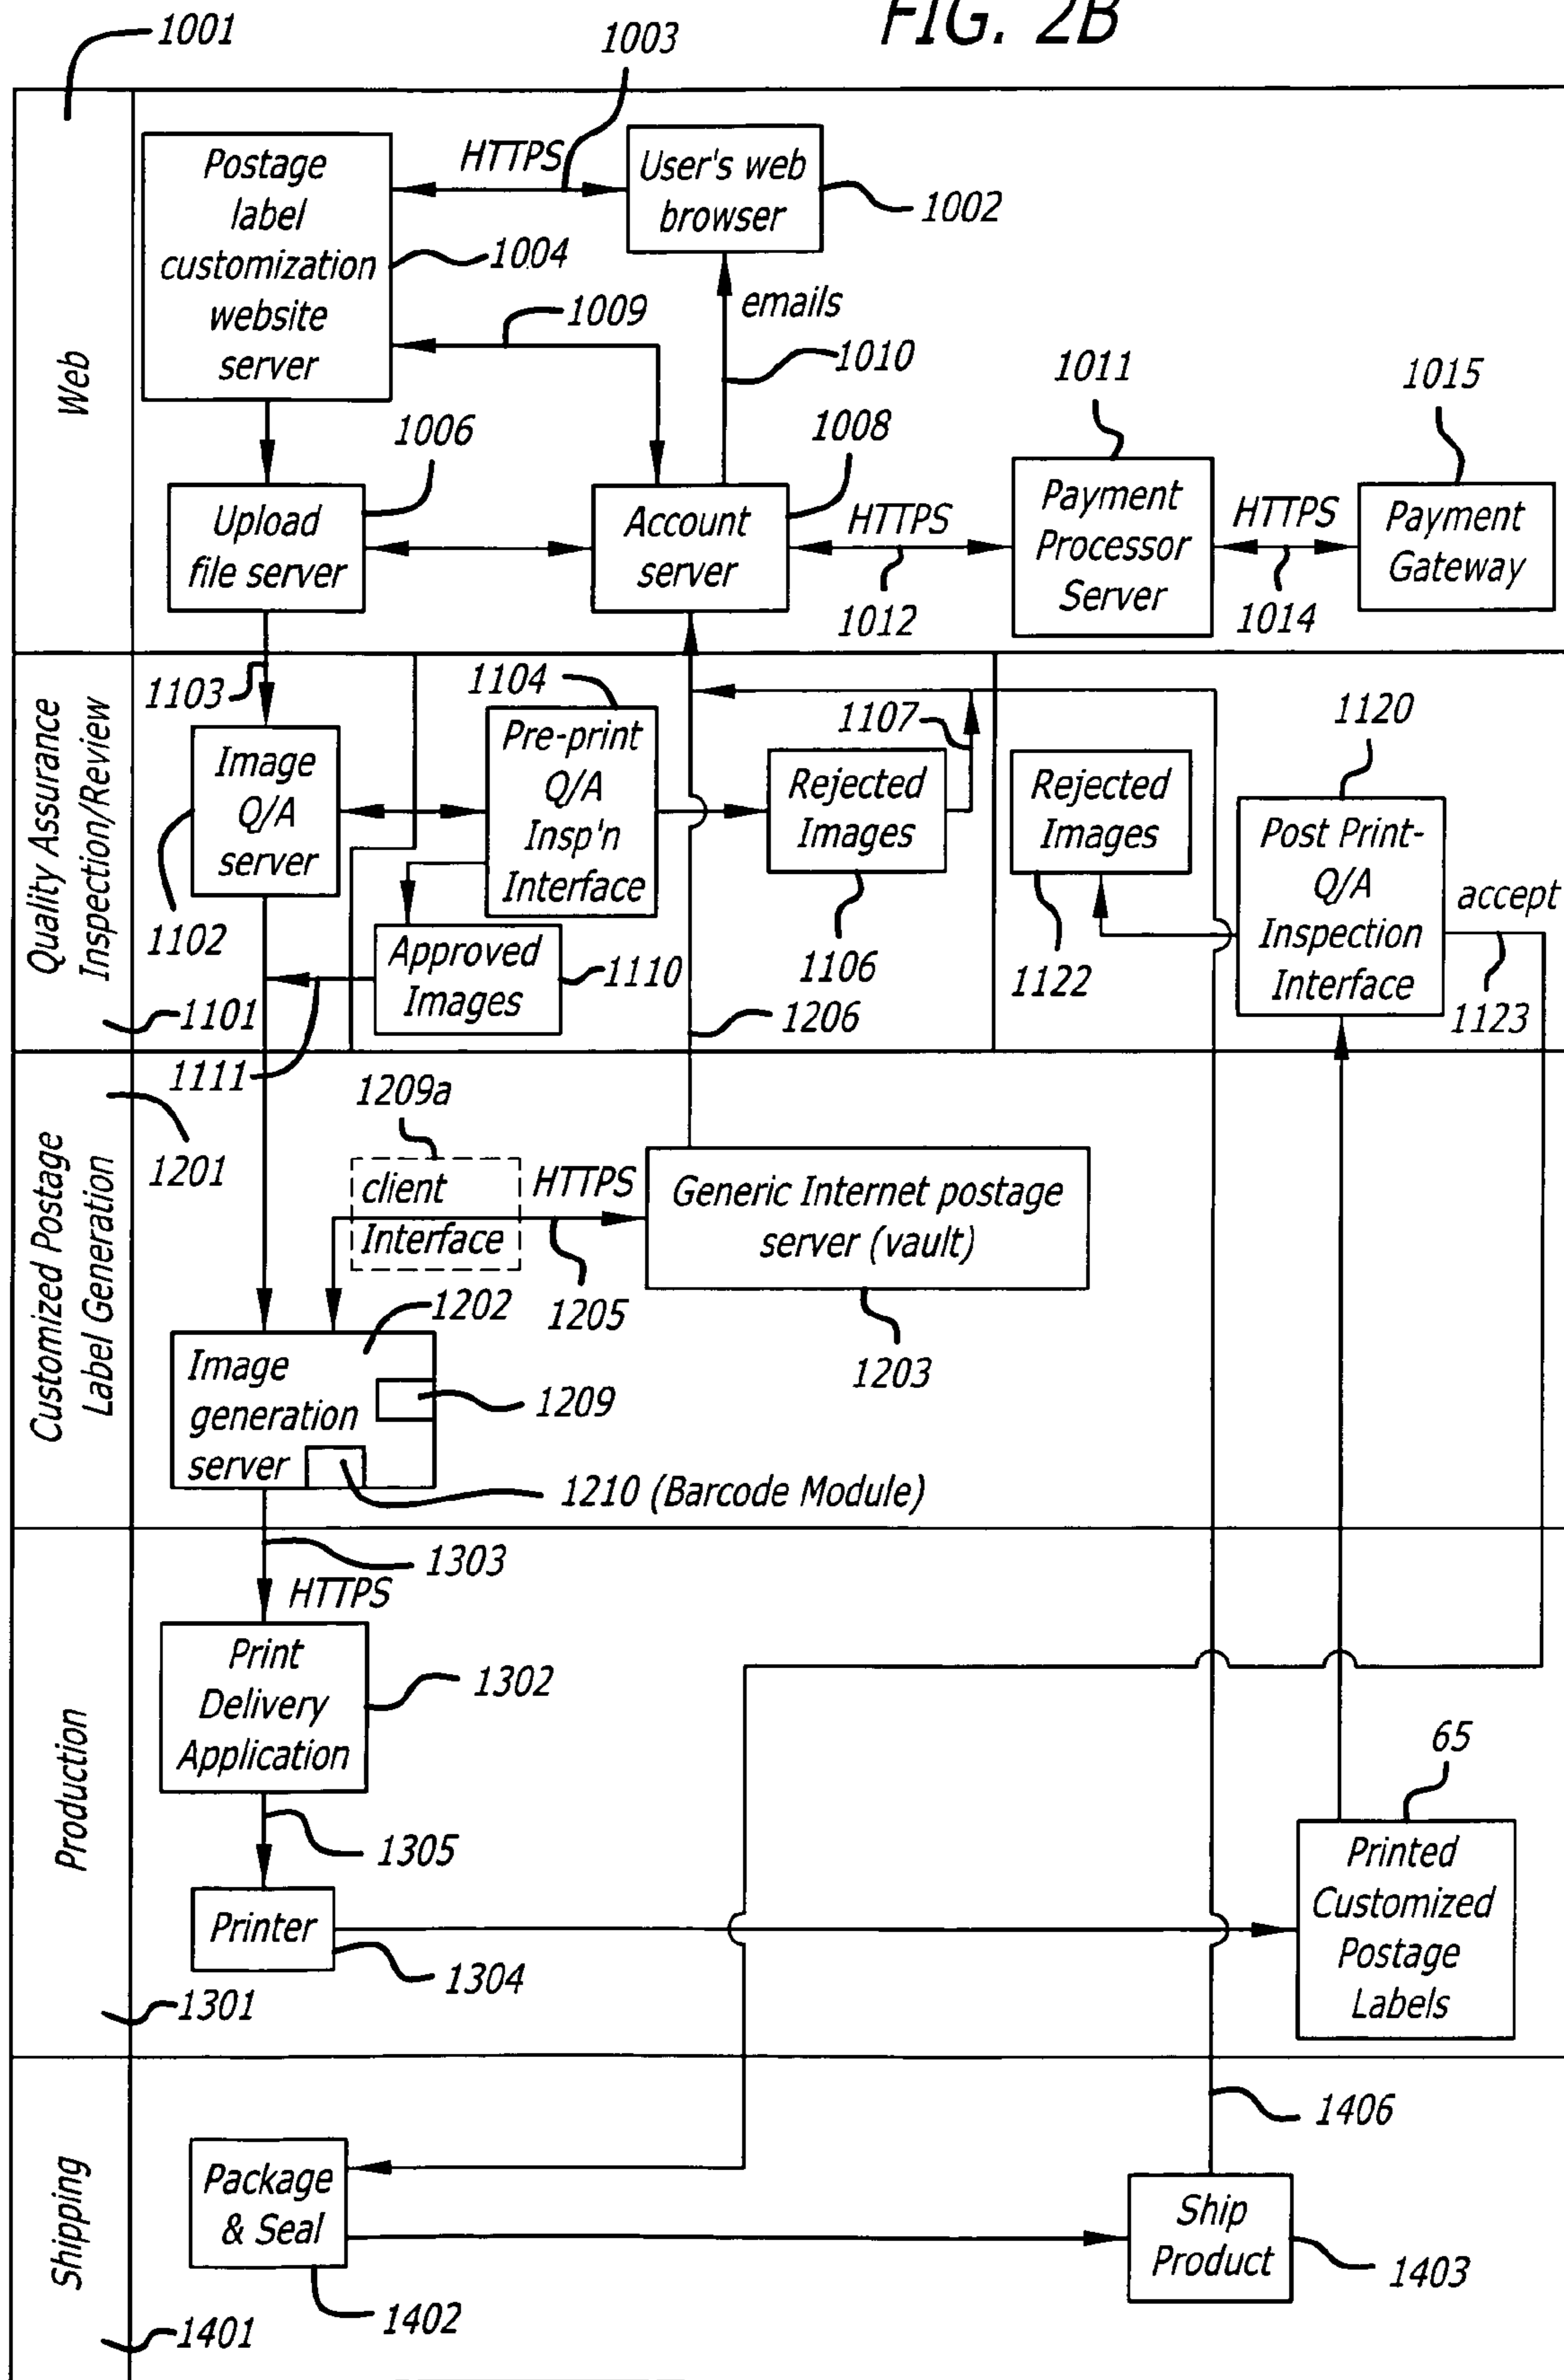 FIG. 2B
1001
1003
Web
Postage
label
customization
website
server
HTTPS
User's web
browser
1002
1004
1009
emails
1010
1006
1008
1011
1015
Upload
file server
Account
server
HTTPS
1012
Payment
Processor
Server
HTTPS
1014
Payment
Gateway
Quality Assurance
Inspection/Review
1101
1103
Image
Q/A
server
1102
1104
Pre-print
Q/A
Insp'n
Interface
1107
Rejected
Images
1106
Rejected
Images
1122
1120
Post Print-
Q/A
Inspection
Interface
accept
1123
Approved
Images
1110
1206
1111
Customized Postage
Label Generation
1201
1209a
client
Interface
HTTPS
1205
Generic Internet postage
server (vault)
1203
1202
Image
generation
server
1209
1210 (Barcode Module)
Production
1301
1303
HTTPS
Print
Delivery
Application
1302
1305
Printer
1304
65
Printed
Customized
Postage
Labels
Shipping
1401
1406
Package
& Seal
1402
Ship
Product
1403